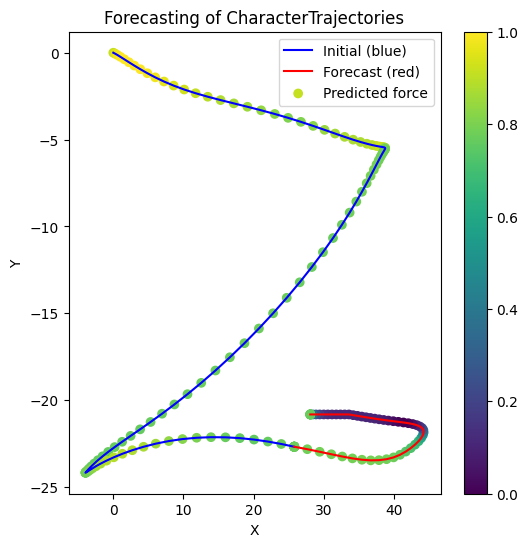 Forecasting of CharacterTrajectories
Initial (blue)
Forecast (red)
Predicted force
0
−5
−10
−15
−20
−25
Y
0
10
20
30
40
X
1.0
0.8
0.6
0.4
0.2
0.0